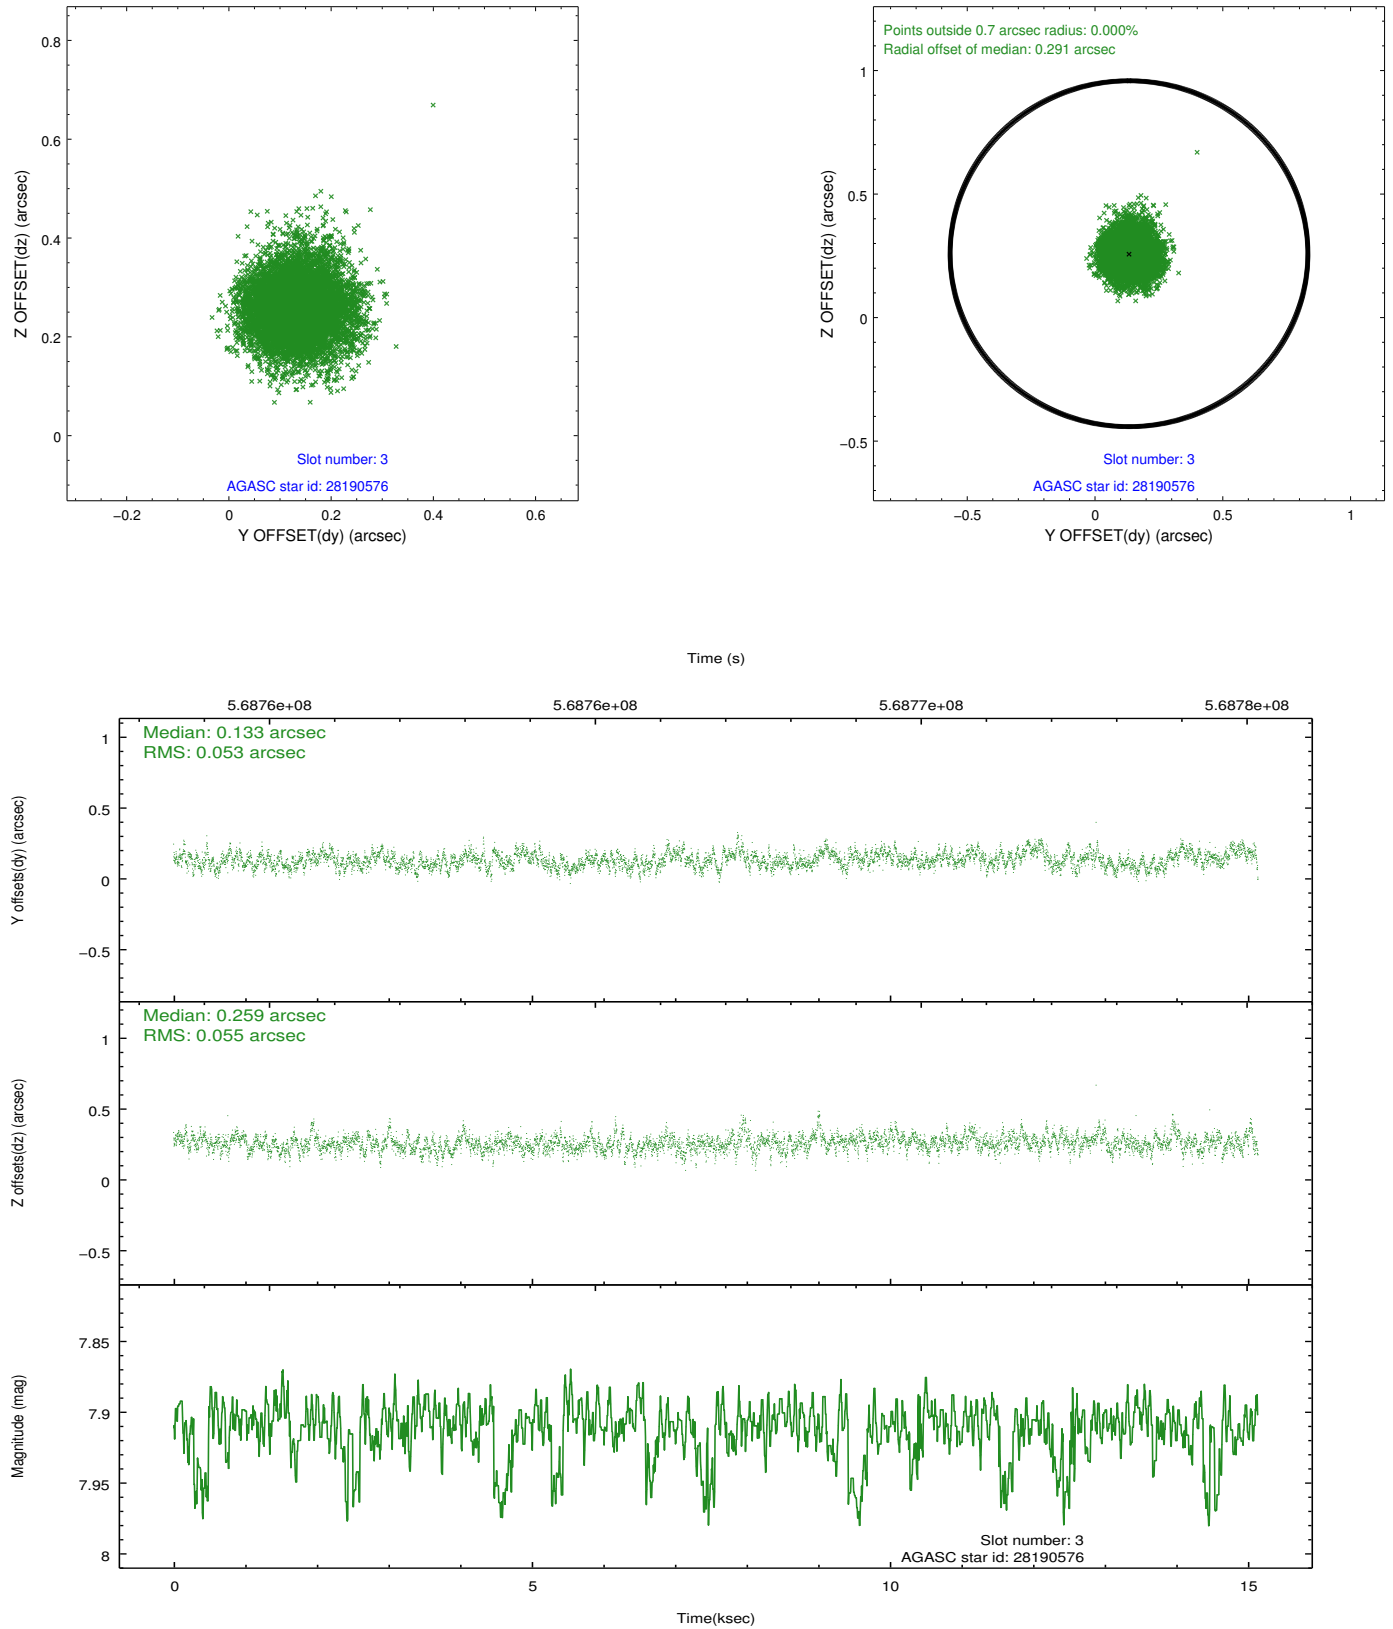 0.8
0.6
0.4
0.2
0
Z OFFSET(dz) (arcsec)
Slot number: 3
AGASC star id: 28190576
−0.2 0 0.2 0.4 0.6
Y OFFSET(dy) (arcsec)
Points outside 0.7 arcsec radius: 0.000%
Radial offset of median: 0.291 arcsec
1
0.5
0
−0.5
Z OFFSET(dz) (arcsec)
Slot number: 3
AGASC star id: 28190576
−0.5 0 0.5 1
Y OFFSET(dy) (arcsec)
Time (s)
5.6876e+08 5.6876e+08 5.6877e+08 5.6878e+08
Median: 0.133 arcsec
RMS: 0.053 arcsec
1
0.5
0
−0.5
Y offsets(dy) (arcsec)
Median: 0.259 arcsec
RMS: 0.055 arcsec
1
0.5
0
−0.5
Z offsets(dz) (arcsec)
7.85
7.9
7.95
8
Magnitude (mag)
Slot number: 3
AGASC star id: 28190576
0 5 10 15
Time(ksec)